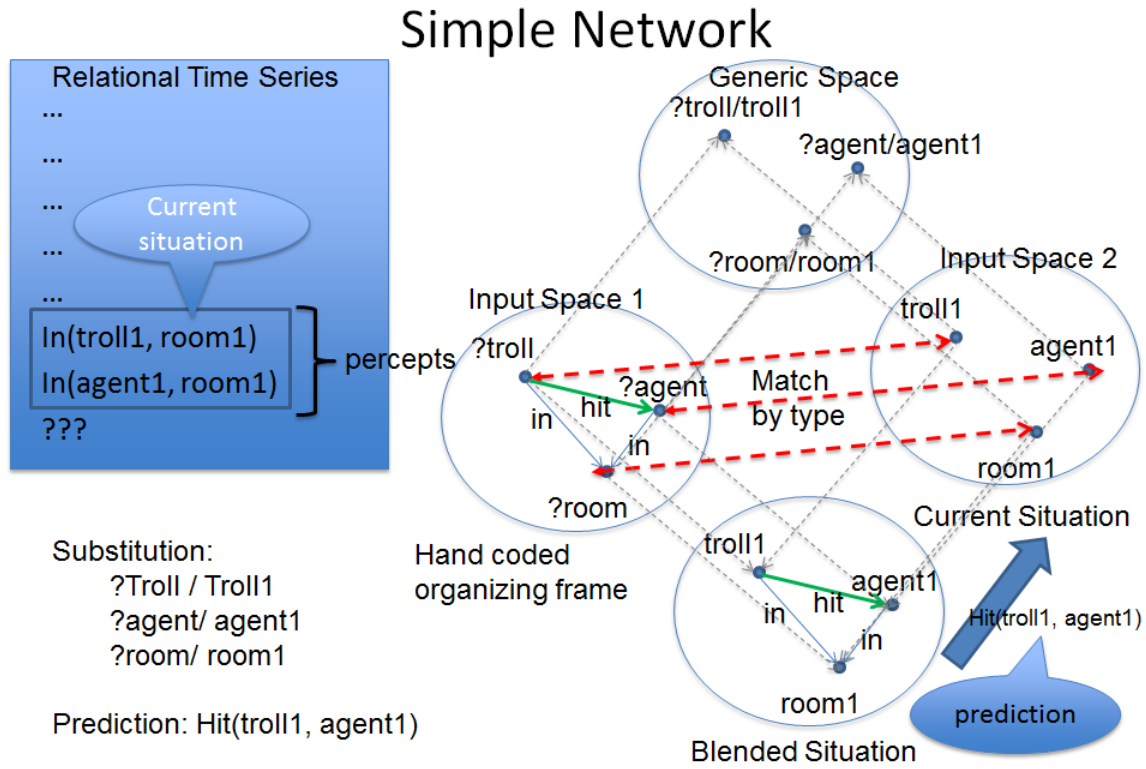 Simple Network
Relational Time Series
...
...
...
Current
situation
...
...
In(troll1, room1)
In(agent1, room1)
percepts
???
Substitution:
?Troll / Troll1
?agent/ agent1
?room/ room1
Prediction: Hit(troll1, agent1)
Generic Space
?troll/troll1
?agent/agent1
?room/room1
Input Space 1
?troll
?agent
hit
in
in
?room
Hand coded
organizing frame
Match
by type
Input Space 2
troll1
agent1
room1
Current Situation
troll1
agent1
hit
in
in
room1
Blended Situation
Hit(troll1, agent1)
prediction